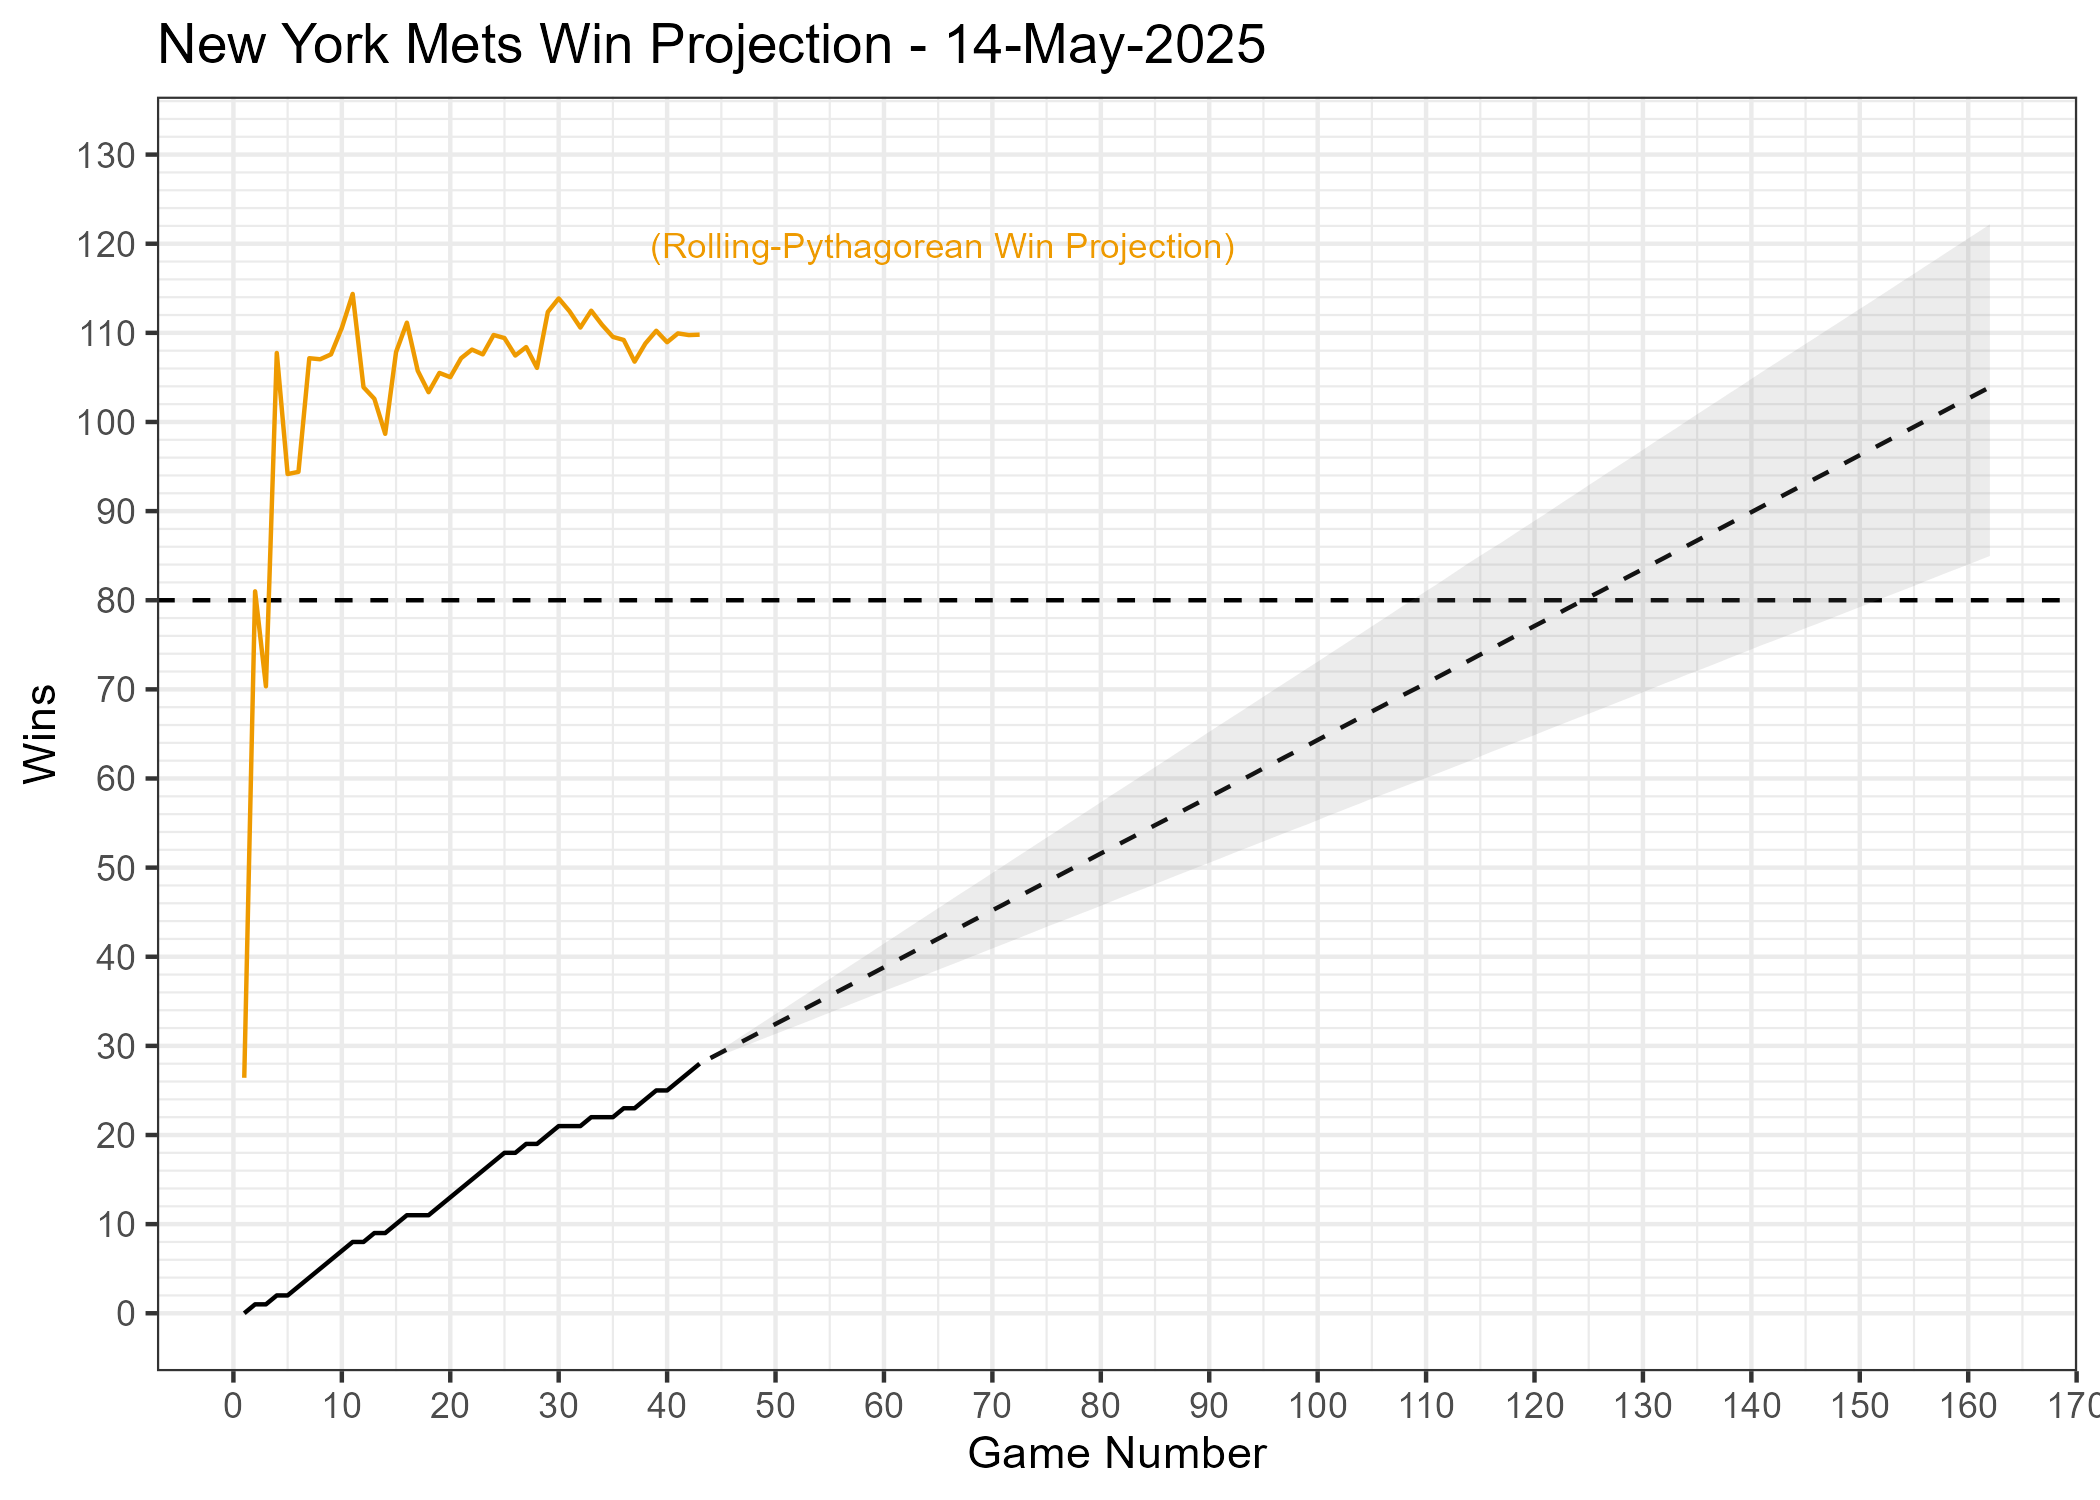 New York Mets Win Projection - 14-May-2025
130
120
(Rolling-Pythagorean Win Projection)
110
100
90
80
70
60
50
40
30
20
10
0
Wins
0 10 20 30 40 50 60 70 80 90 100 110 120 130 140 150 160 170
Game Number